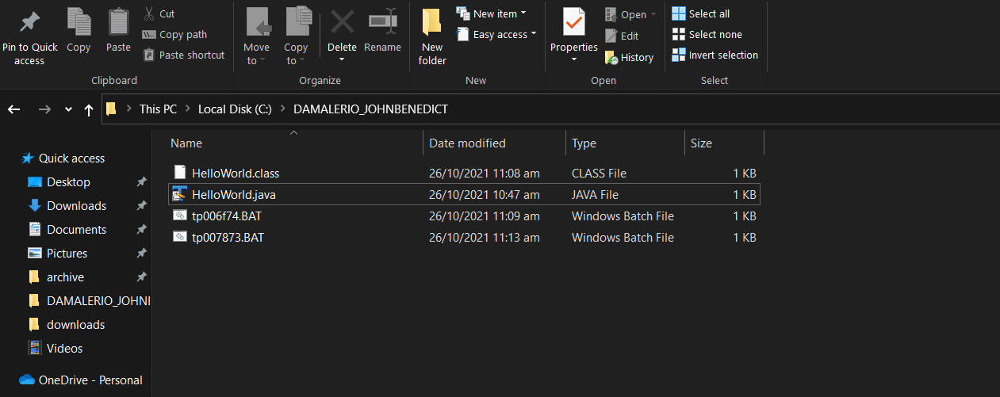 Pin to Quick access
Copy
Paste
Cut
Copy path
Paste shortcut
Clipboard
Move to
Copy to
Delete
Rename
Organize
New folder
New item
Easy access
New
Properties
Open
Edit
History
Open
Select all
Select none
Invert selection
Select
This PC > Local Disk (C:) > DAMALERIO_JOHNBENEDICT
Quick access
Desktop
Downloads
Documents
Pictures
archive
DAMALERIO_JOHNI
downloads
Videos
OneDrive - Personal
Name Date modified Type Size
HelloWorld.class 26/10/2021 11:08 am CLASS File 1 KB
HelloWorld.java 26/10/2021 10:47 am JAVA File 1 KB
tp006f74.BAT 26/10/2021 11:09 am Windows Batch File 1 KB
tp007873.BAT 26/10/2021 11:13 am Windows Batch File 1 KB